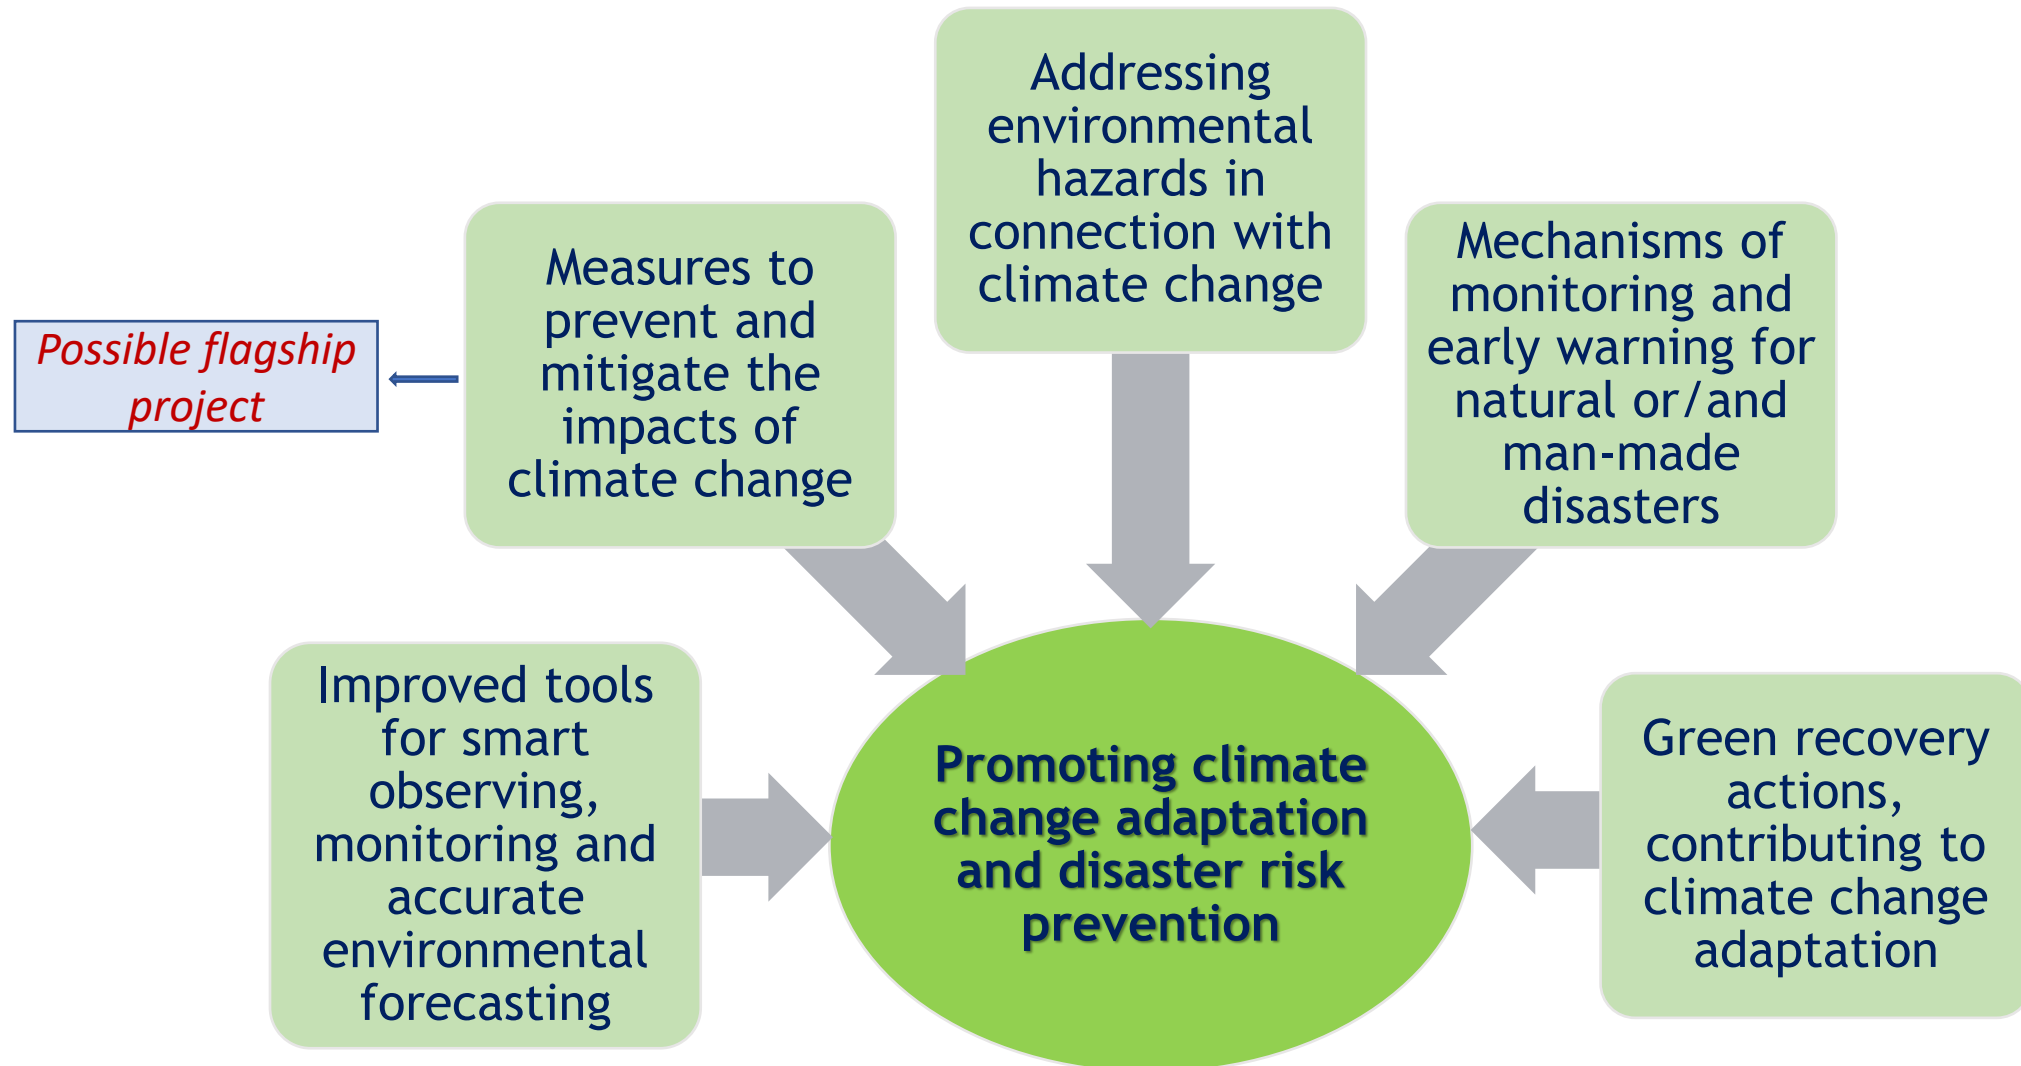 Addressing
environmental
hazards in
connection with
climate change
Measures to
prevent and
mitigate the
impacts of
climate change
Mechanisms of
monitoring and
early warning for
natural or/and
man-made
disasters
Possible flagship
project
Improved tools
for smart
observing,
monitoring and
accurate
environmental
forecasting
Promoting climate
change adaptation
and disaster risk
prevention
Green recovery
actions,
contributing to
climate change
adaptation